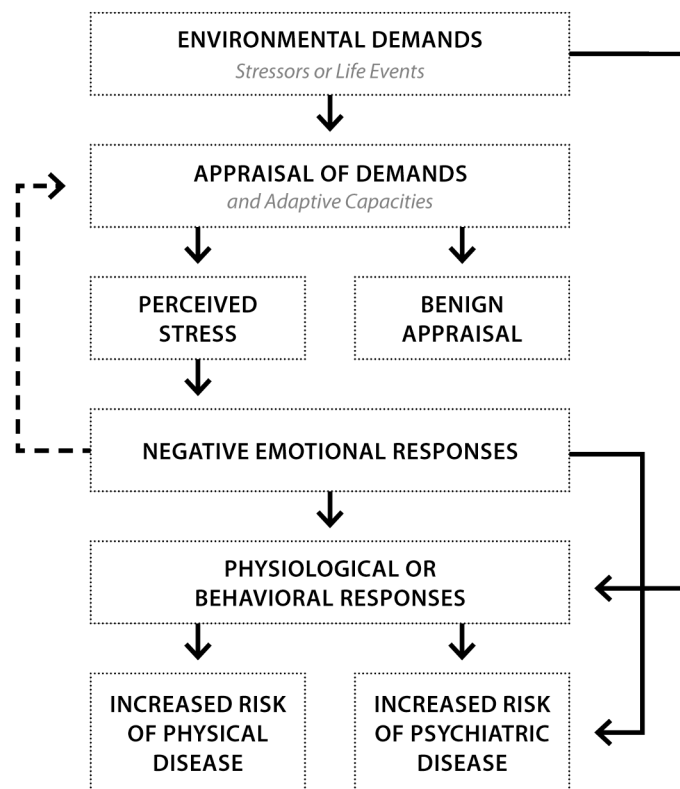 ENVIRONMENTAL DEMANDS
Stressors or Life Events
APPRAISAL OF DEMANDS
and Adaptive Capacities
PERCEIVED
STRESS
BENIGN
APPRAISAL
NEGATIVE EMOTIONAL RESPONSES
PHYSIOLOGICAL OR
BEHAVIORAL RESPONSES
INCREASED RISK
OF PHYSICAL
DISEASE
INCREASED RISK
OF PSYCHIATRIC
DISEASE